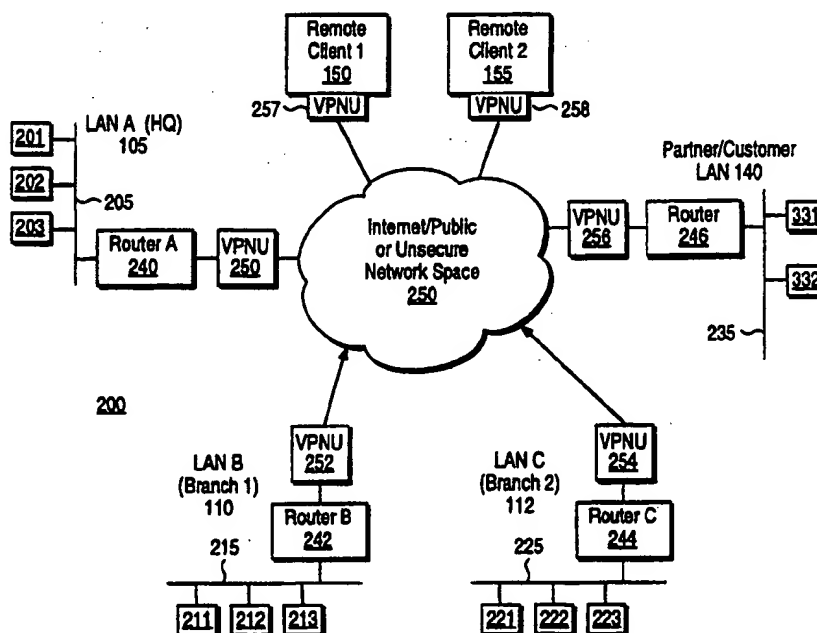 Remote
Client 1
150
Remote
Client 2
155
257
VPNU
VPNU
258
LAN A (HQ)
105
201
202
203
205
Router A
240
VPNU
250
Internet/Public
or Unsecure
Network Space
250
VPNU
256
Router
246
Partner/Customer
LAN 140
331
332
235
200
LAN B
(Branch 1)
110
VPNU
252
Router B
242
215
211
212
213
LAN C
(Branch 2)
112
VPNU
254
Router C
244
225
221
222
223